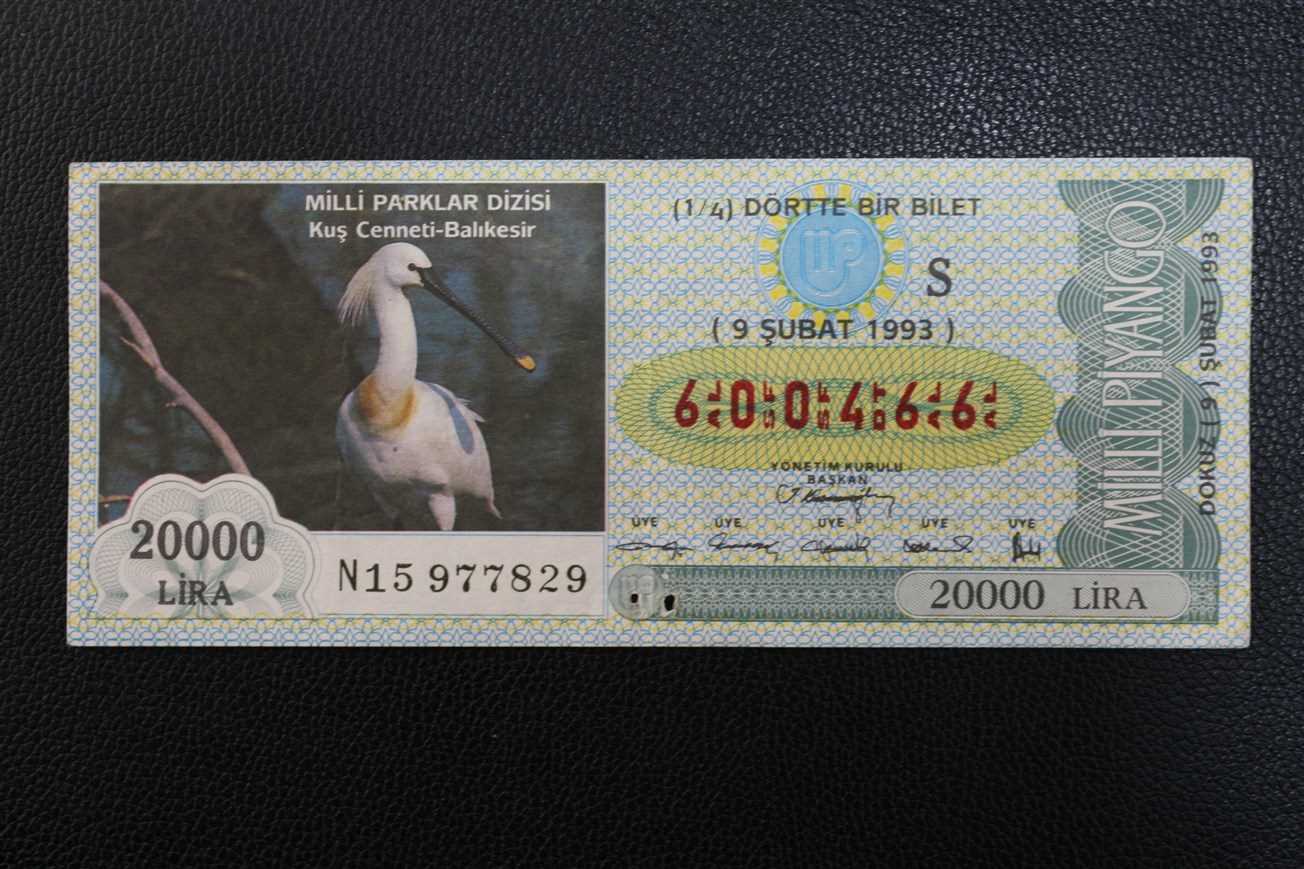 MİLLİ PARKLAR DİZİSİ
Kuş Cenneti-Balıkesir
20000
LİRA
N15 977829
(1/4) DÖRTTE BİR BİLET
S
( 9 ŞUBAT 1993 )
6 0 0 4 6 6
YÖNETİM KURULU
BAŞKAN
ÜYE ÜYE ÜYE ÜYE ÜYE
20000 LİRA
MİLLİ PİYANGO
DOKUZ ( 9 ) ŞUBAT 1993